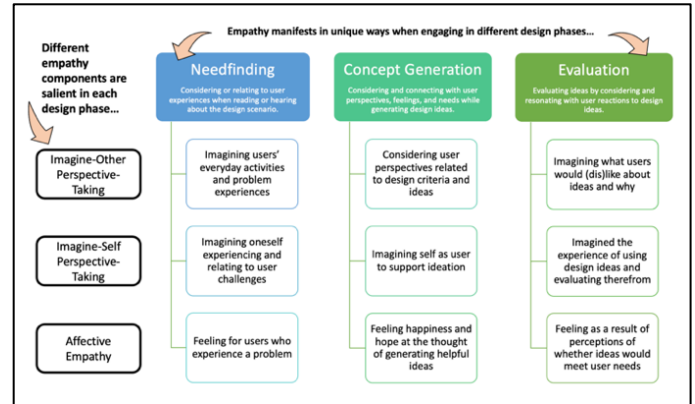 Empathy manifests in unique ways when engaging in different design phases…
Different
empathy
components are
salient in each
design phase…
Needfinding
Considering or relating to user
experiences when reading or hearing
about the design scenario.
Concept Generation
Considering and connecting with user
perspectives, feelings, and needs while
generating design ideas.
Evaluation
Evaluating ideas by considering and
resonating with user reactions to design
ideas.
Imagine-Other
Perspective-
Taking
Imagining users'
everyday activities
and problem
experiences
Considering user
perspectives related
to design criteria and
ideas
Imagining what users
would (dis)like about
ideas and why
Imagine-Self
Perspective-
Taking
Imagining oneself
experiencing and
relating to user
challenges
Imagining self as user
to support ideation
Imagined the
experience of using
design ideas and
evaluating therefrom
Affective
Empathy
Feeling for users who
experience a problem
Feeling happiness and
hope at the thought
of generating helpful
ideas
Feeling as a result of
perceptions of
whether ideas would
meet user needs